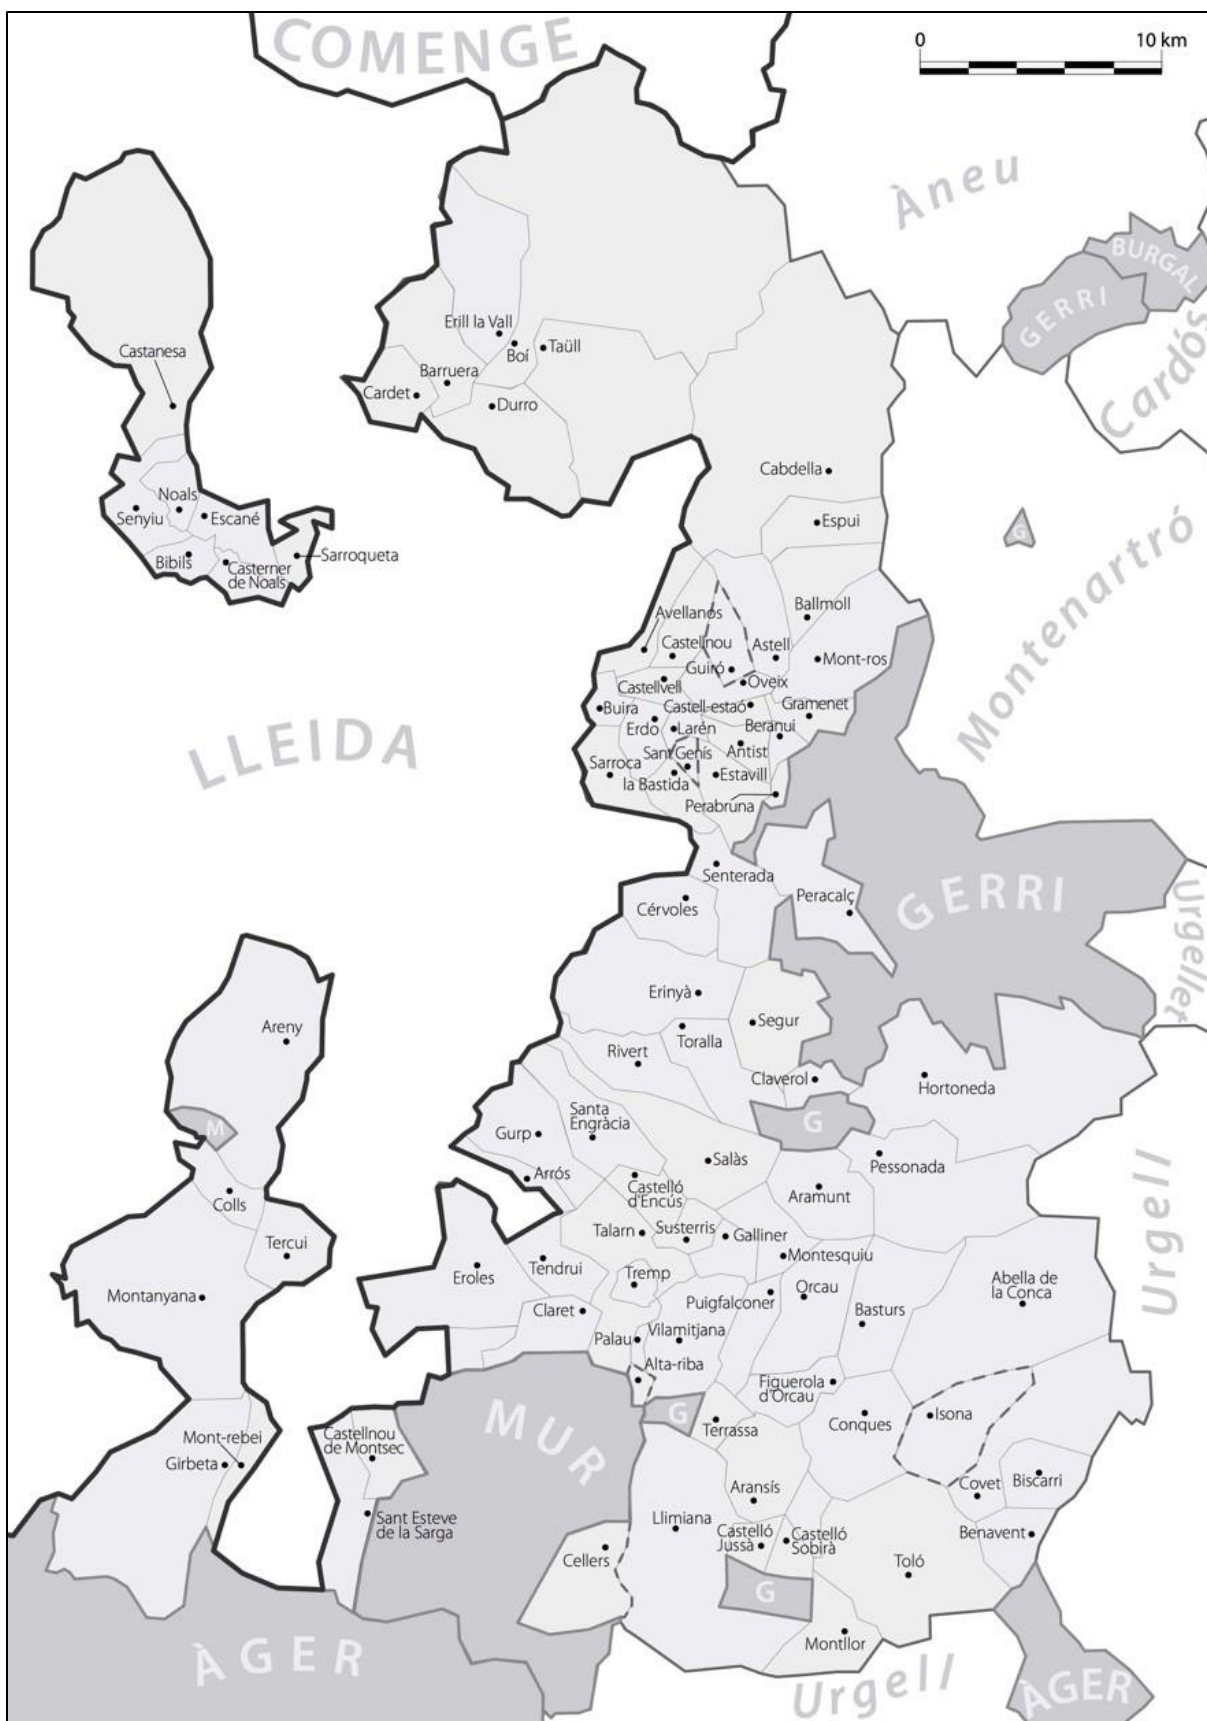 COMENGE
0 10 km
Àneu
BURGAL
GERRI
Cardós
Erill la Vall
Boí
Taüll
Castanesa
Barruera
Cardet
Durro
Cabdella
Noals
Senyiu
Escané
Espui
G
Bibils
Casterner
de Noals
Sarroqueta
Montenartró
Avellanos
Ballmoll
Castellnou
Astell
Mont-ros
Guiró
Oveix
Castellvell
Buira
Castell-estaó
Gramenet
Erdo
Larén
Beranui
LLEIDA
Sant Genís
Antist
Sarroca
la Bastida
Estavill
Perabruna
Senterada
Peracalç
GERRI
Cérvoles
Urgellet
Erinyà
Areny
Segur
Toralla
Rivert
Claverol
Hortoneda
M
Santa
Engràcia
G
Gurp
Salàs
Pessonada
Arrós
Castelló
d'Encús
Aramunt
Colls
Urgell
Talarn
Susterris
Galliner
Tercui
Tendrui
Montesquiu
Eroles
Tremp
Abella de
la Conca
Montanyana
Puigfalconer
Orcau
Claret
Basturs
Palau
Vilamitjana
Alta-riba
Figuerola
d'Orcau
MUR
G
Terrassa
Conques
Isona
Mont-rebei
Castellnou
de Montsec
Girbeta
Aransís
Covet
Biscarri
Sant Esteve
de la Sarga
Llimiana
Castelló
Jussà
Castelló
Sobirà
Benavent
Cellers
Toló
G
Montllor
ÀGER
Urgell
ÀGER